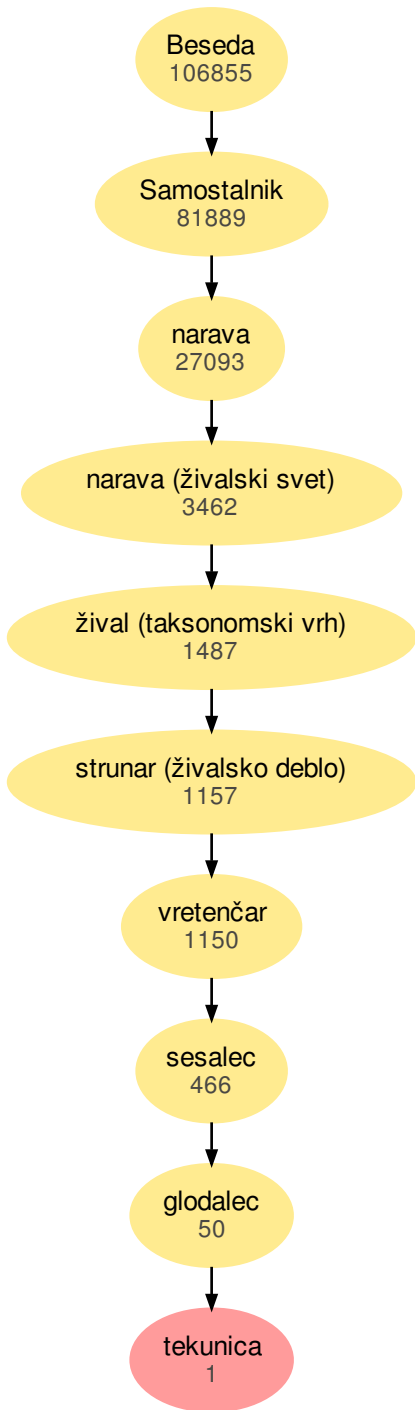 Beseda
106855
Samostalnik
81889
narava
27093
narava (živalski svet)
3462
žival (taksonomski vrh)
1487
strunar (živalsko deblo)
1157
vretenčar
1150
sesalec
466
glodalec
50
tekunica
1